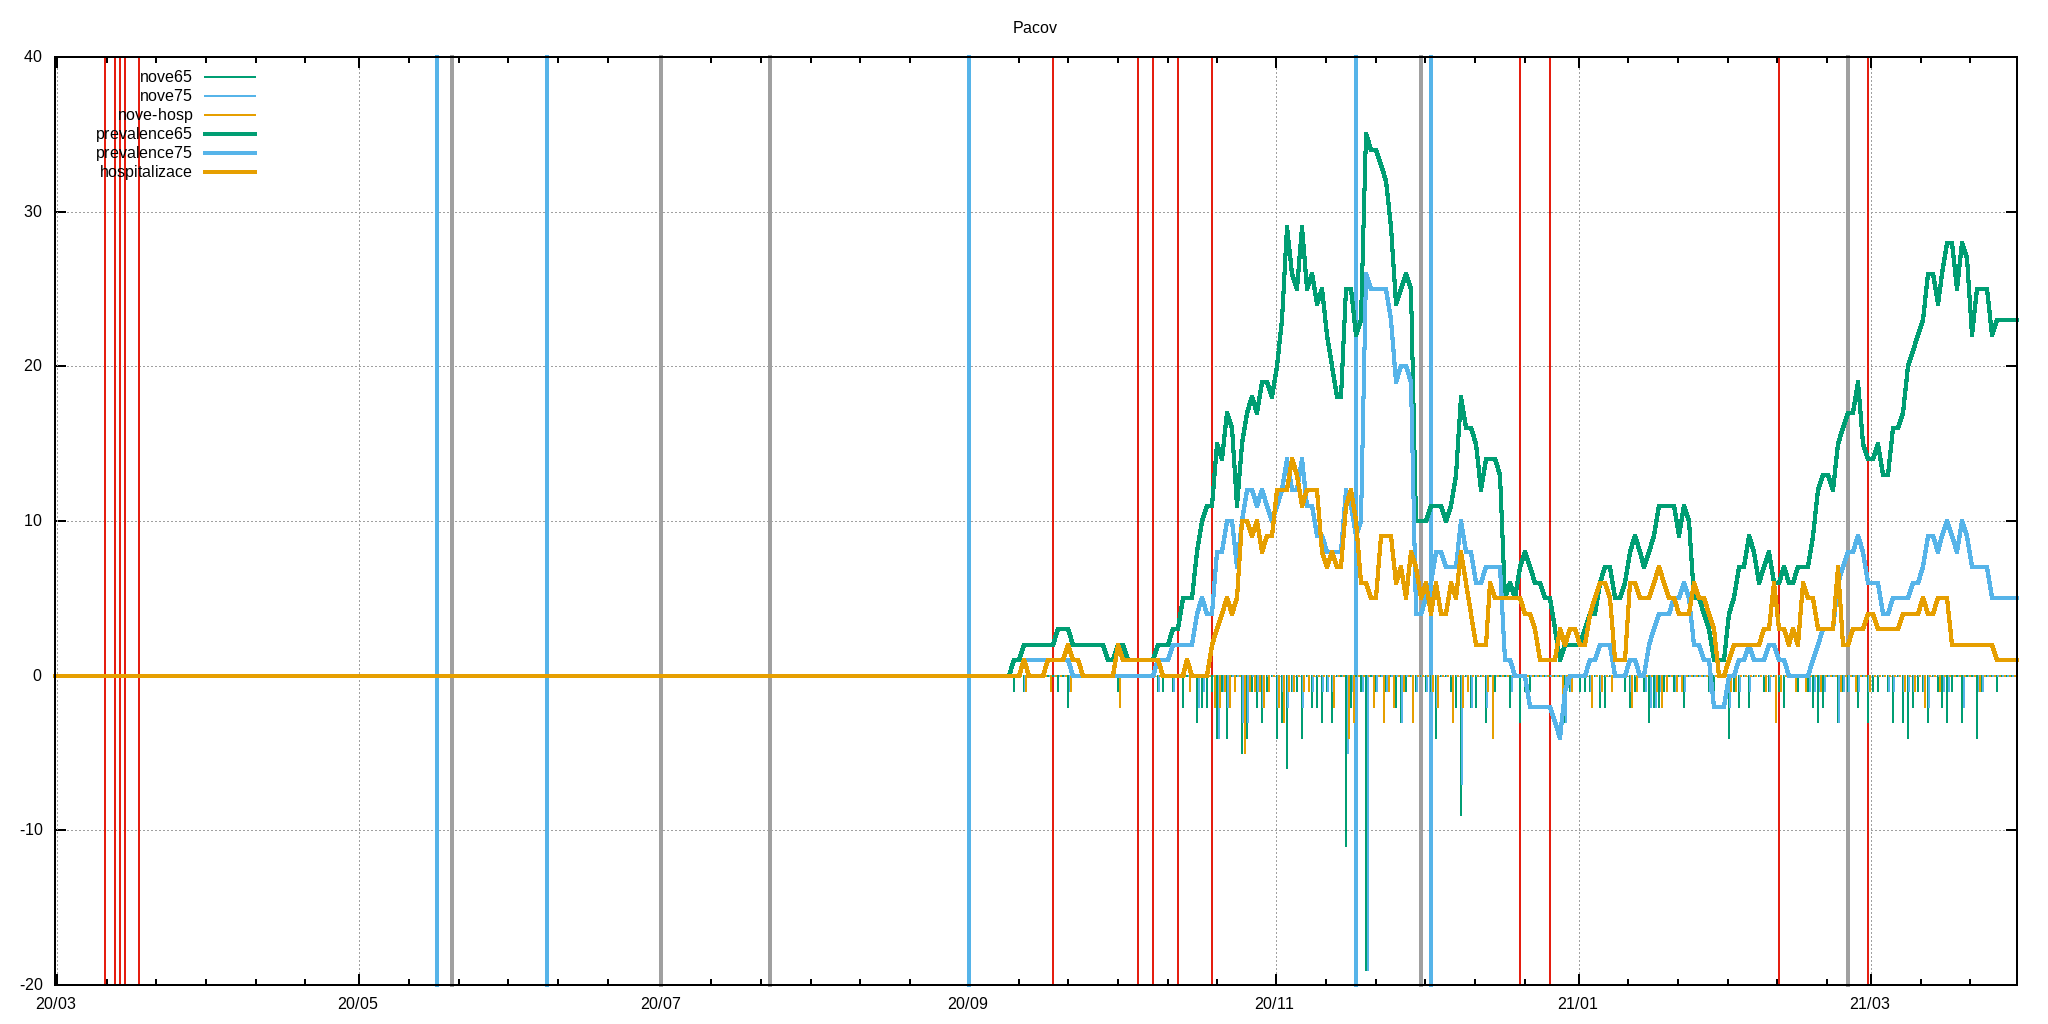 Pacov
40
nove65
nove75
nove-hosp
prevalence65
prevalence75
hospitalizace
30
20
10
0
-10
-20
20/03 20/05 20/07 20/09 20/11 21/01 21/03